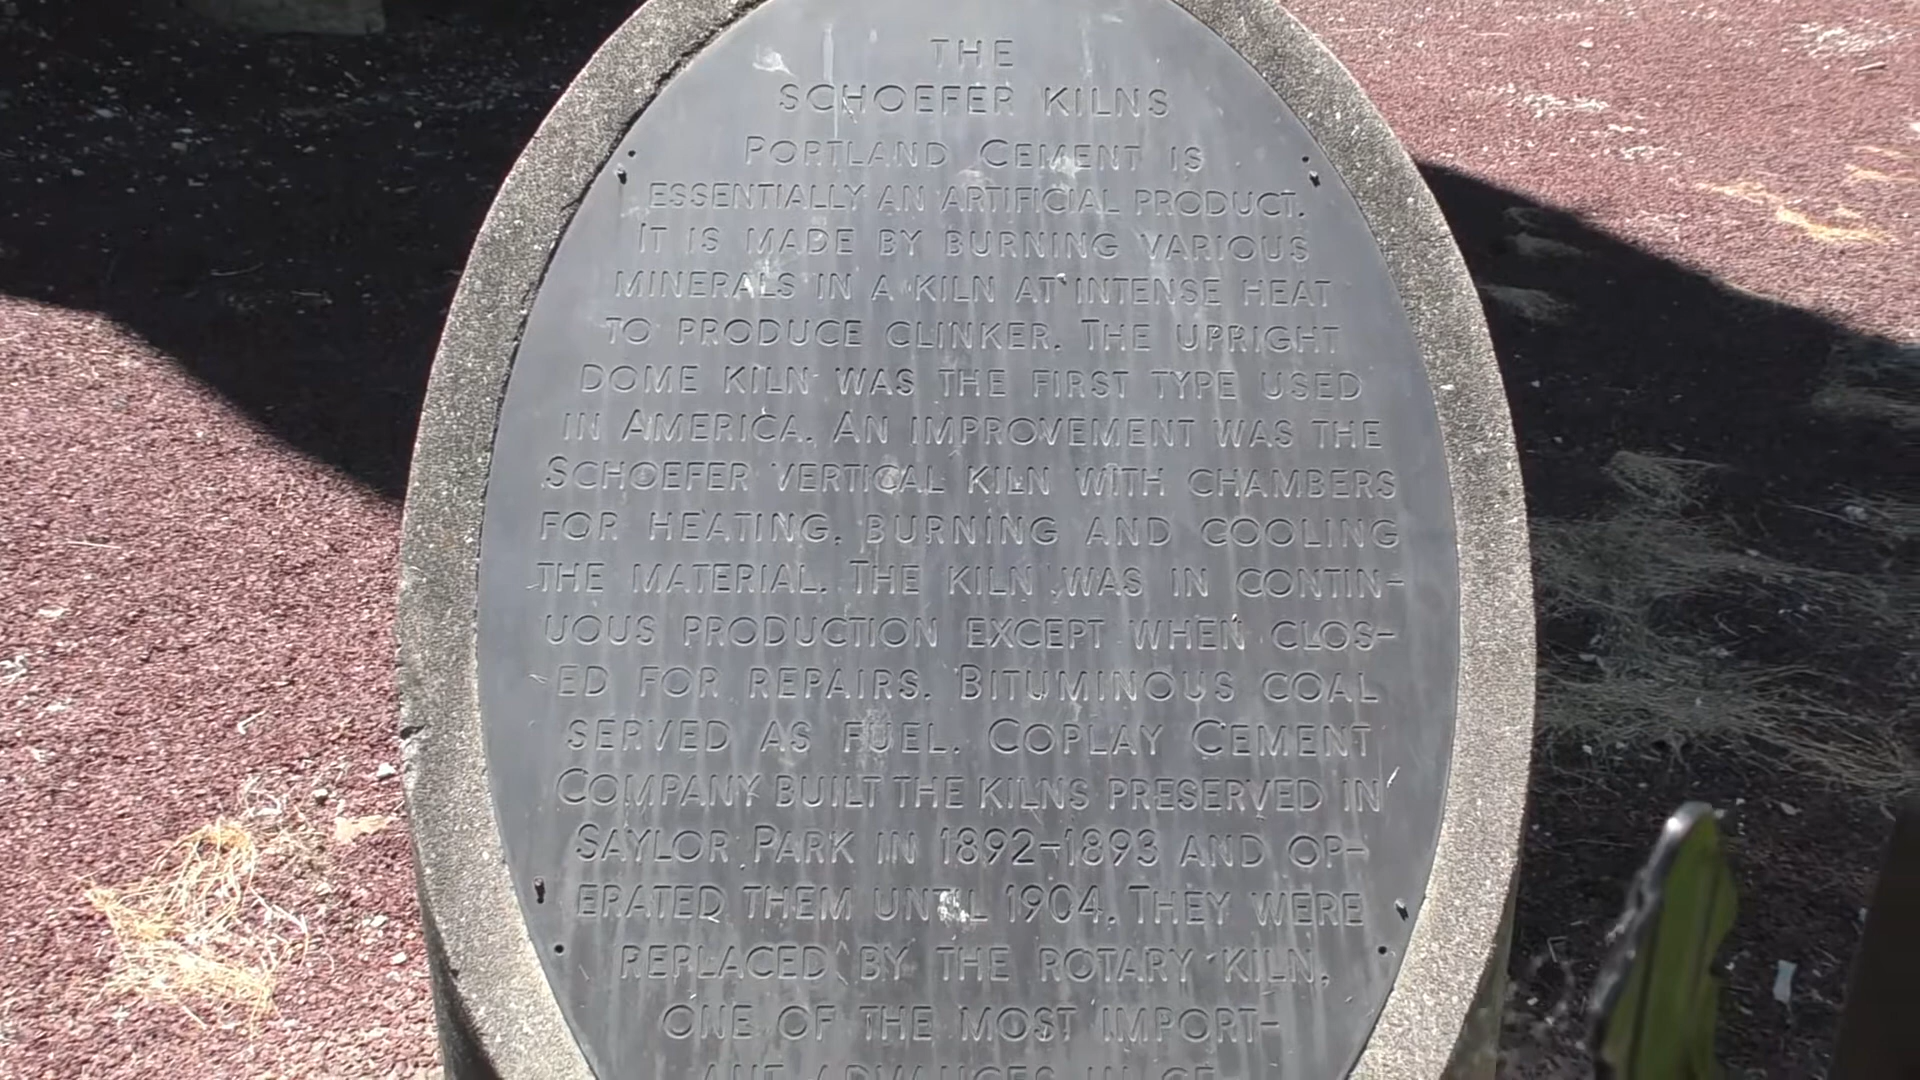 THE
SCHOEFER KILNS
PORTLAND CEMENT IS
ESSENTIALLY AN ARTIFICIAL PRODUCT.
IT IS MADE BY BURNING VARIOUS
MINERALS IN A KILN AT INTENSE HEAT
TO PRODUCE CLINKER. THE UPRIGHT
DOME KILN WAS THE FIRST TYPE USED
IN AMERICA. AN IMPROVEMENT WAS THE
SCHOEFER VERTICAL KILN WITH CHAMBERS
FOR HEATING, BURNING AND COOLING
THE MATERIAL. THE KILN WAS IN CONTIN-
UOUS PRODUCTION EXCEPT WHEN CLOS-
ED FOR REPAIRS. BITUMINOUS COAL
SERVED AS FUEL. COPLAY CEMENT
COMPANY BUILT THE KILNS PRESERVED IN
SAYLOR PARK IN 1892-1893 AND OP-
ERATED THEM UNTIL 1904. THEY WERE
REPLACED BY THE ROTARY KILN,
ONE OF THE MOST IMPORT-
ANT ADVANCES IN CE-